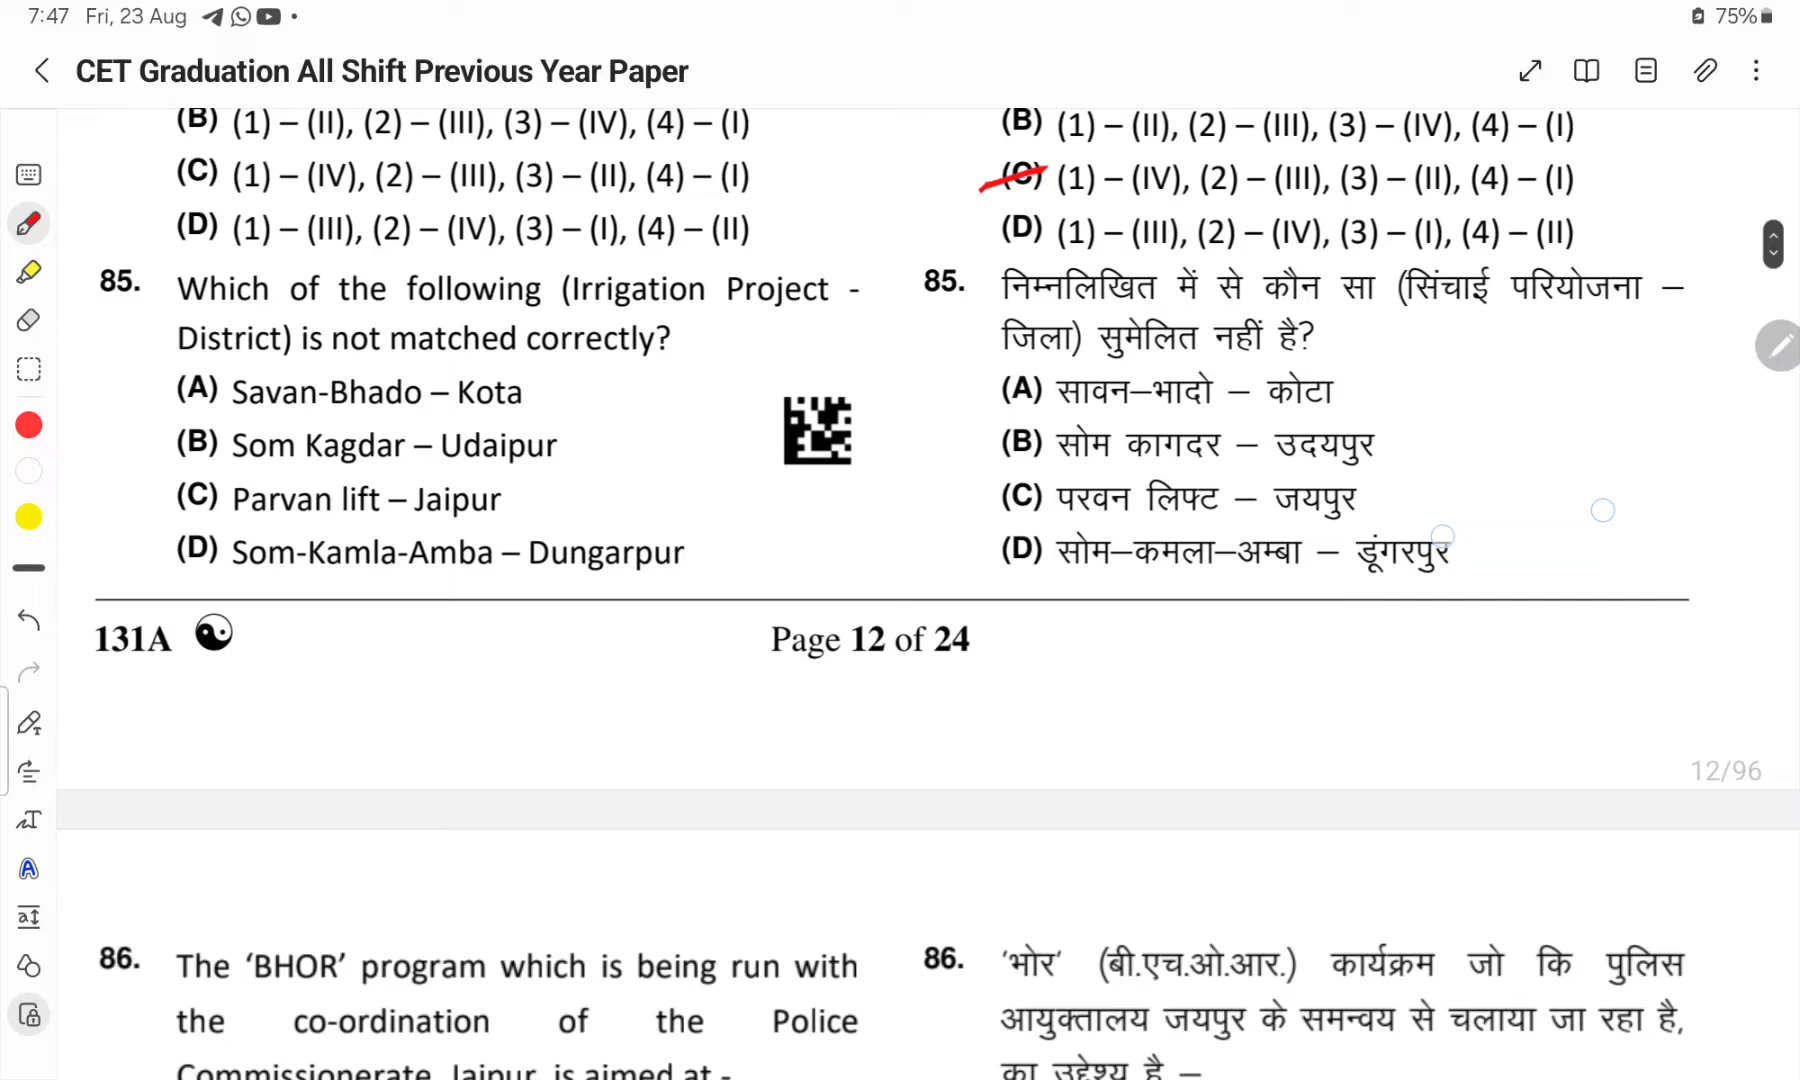 7:47 Fri, 23 Aug
75%
CET Graduation All Shift Previous Year Paper
(B) (1) – (II), (2) – (III), (3) – (IV), (4) – (I)
(C) (1) – (IV), (2) – (III), (3) – (II), (4) – (I)
(D) (1) – (III), (2) – (IV), (3) – (I), (4) – (II)
85. Which of the following (Irrigation Project -
District) is not matched correctly?
(A) Savan-Bhado – Kota
(B) Som Kagdar – Udaipur
(C) Parvan lift – Jaipur
(D) Som-Kamla-Amba – Dungarpur
(B) (1) – (II), (2) – (III), (3) – (IV), (4) – (I)
(C) (1) – (IV), (2) – (III), (3) – (II), (4) – (I)
(D) (1) – (III), (2) – (IV), (3) – (I), (4) – (II)
85. निम्नलिखित में से कौन सा (सिंचाई परियोजना –
जिला) सुमेलित नहीं है?
(A) सावन–भादो – कोटा
(B) सोम कागदर – उदयपुर
(C) परवन लिफ्ट – जयपुर
(D) सोम–कमला–अम्बा – डूंगरपुर
131A
Page 12 of 24
12/96
86. The ‘BHOR’ program which is being run with
the co-ordination of the Police
Commissionerate Jaipur, is aimed at -
86. ‘भोर’ (बी.एच.ओ.आर.) कार्यक्रम जो कि पुलिस
आयुक्तालय जयपुर के समन्वय से चलाया जा रहा है,
का उद्देश्य है –